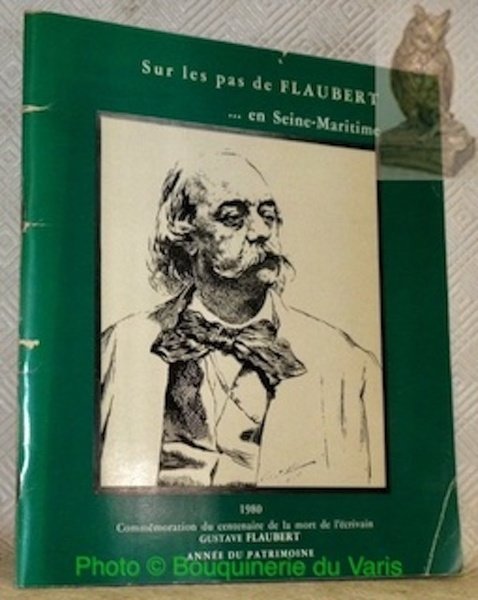 Sur les pas de FLAUBERT
... en Seine-Maritime
1980
Commémoration du centenaire de la mort de l'écrivain
GUSTAVE FLAUBERT
ANNÉE DU PATRIMOINE
Photo © Bouquinerie du Varis